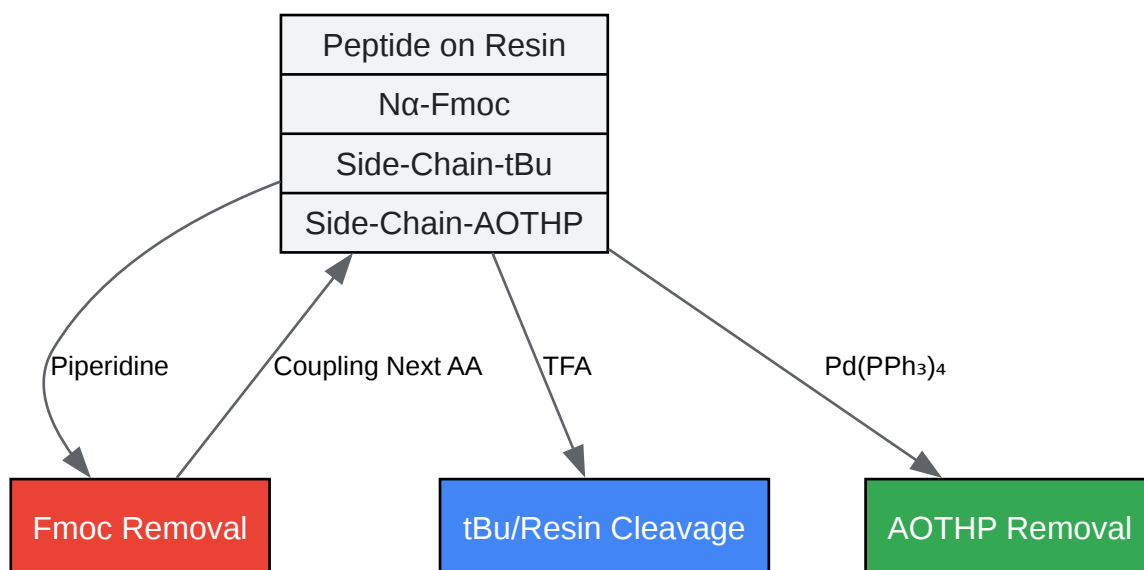 Peptide on Resin
Nα-Fmoc
Side-Chain-tBu
Side-Chain-AOTHP
Piperidine
Coupling Next AA
TFA
Pd(PPh₃)₄
Fmoc Removal
tBu/Resin Cleavage
AOTHP Removal